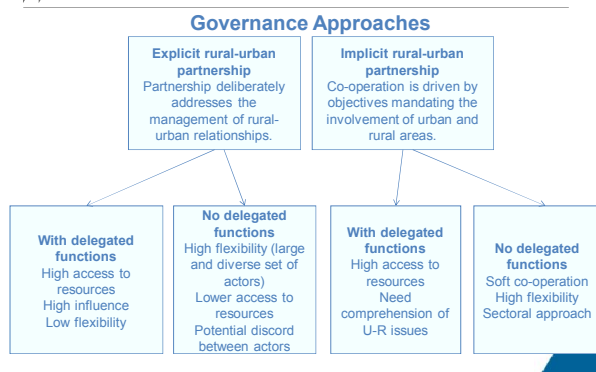 Governance Approaches
Explicit rural-urban
partnership
Partnership deliberately
addresses the
management of rural-
urban relationships.
Implicit rural-urban
partnership
Co-operation is driven by
objectives mandating the
involvement of urban and
rural areas.
With delegated
functions
High access to
resources
High influence
Low flexibility
No delegated
functions
High flexibility (large
and diverse set of
actors)
Lower access to
resources
Potential discord
between actors
With delegated
functions
High access to
resources
Need
comprehension of
U-R issues
No delegated
functions
Soft co-operation
High flexibility
Sectoral approach